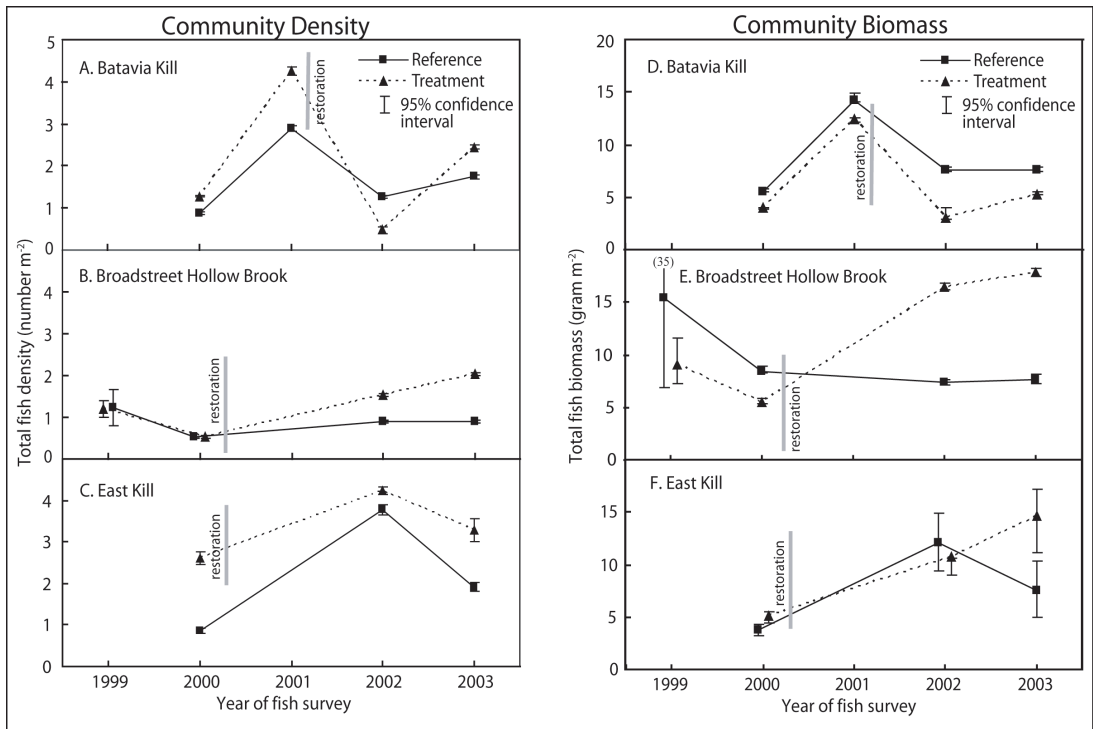 Community Density
Community Biomass
5
4
3
2
1
0
A. Batavia Kill
restoration
Reference
Treatment
95% confidence
interval
20
15
10
5
0
D. Batavia Kill
restoration
Reference
Treatment
95% confidence
interval
Total fish density (number m⁻²)
4
3
2
1
0
B. Broadstreet Hollow Brook
restoration
Total fish biomass (gram m⁻²)
15
10
5
0
(35)
E. Broadstreet Hollow Brook
restoration
4
3
2
1
0
C. East Kill
restoration
1999 2000 2001 2002 2003
Year of fish survey
15
10
5
0
F. East Kill
restoration
1999 2000 2001 2002 2003
Year of fish survey